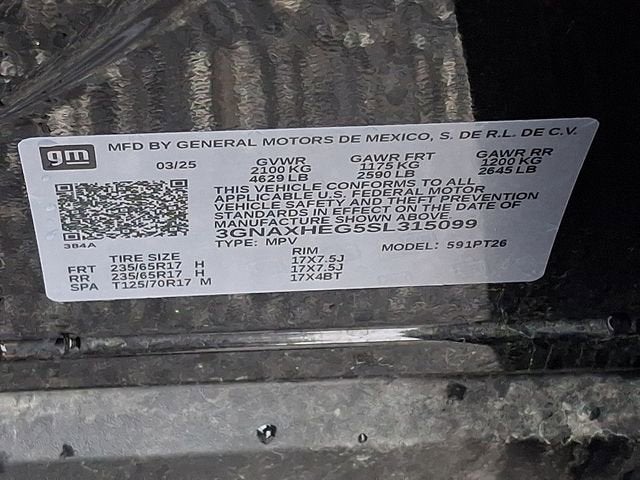 gm
MFD BY GENERAL MOTORS DE MEXICO, S. DE R.L. DE C.V.
03/25 GVWR GAWR FRT GAWR RR
2100 KG 1175 KG 1200 KG
4629 LB 2590 LB 2645 LB
THIS VEHICLE CONFORMS TO ALL
APPLICABLE U.S. FEDERAL MOTOR
VEHICLE SAFETY AND THEFT PREVENTION
STANDARDS IN EFFECT ON THE DATE OF
MANUFACTURE SHOWN ABOVE
3GNAXHEG5SL315099
3B4A
TYPE: MPV MODEL: 591PT26
TIRE SIZE RIM
FRT 235/65R17 H 17X7.5J
RR 235/65R17 H 17X7.5J
SPA T125/70R17 M 17X4BT